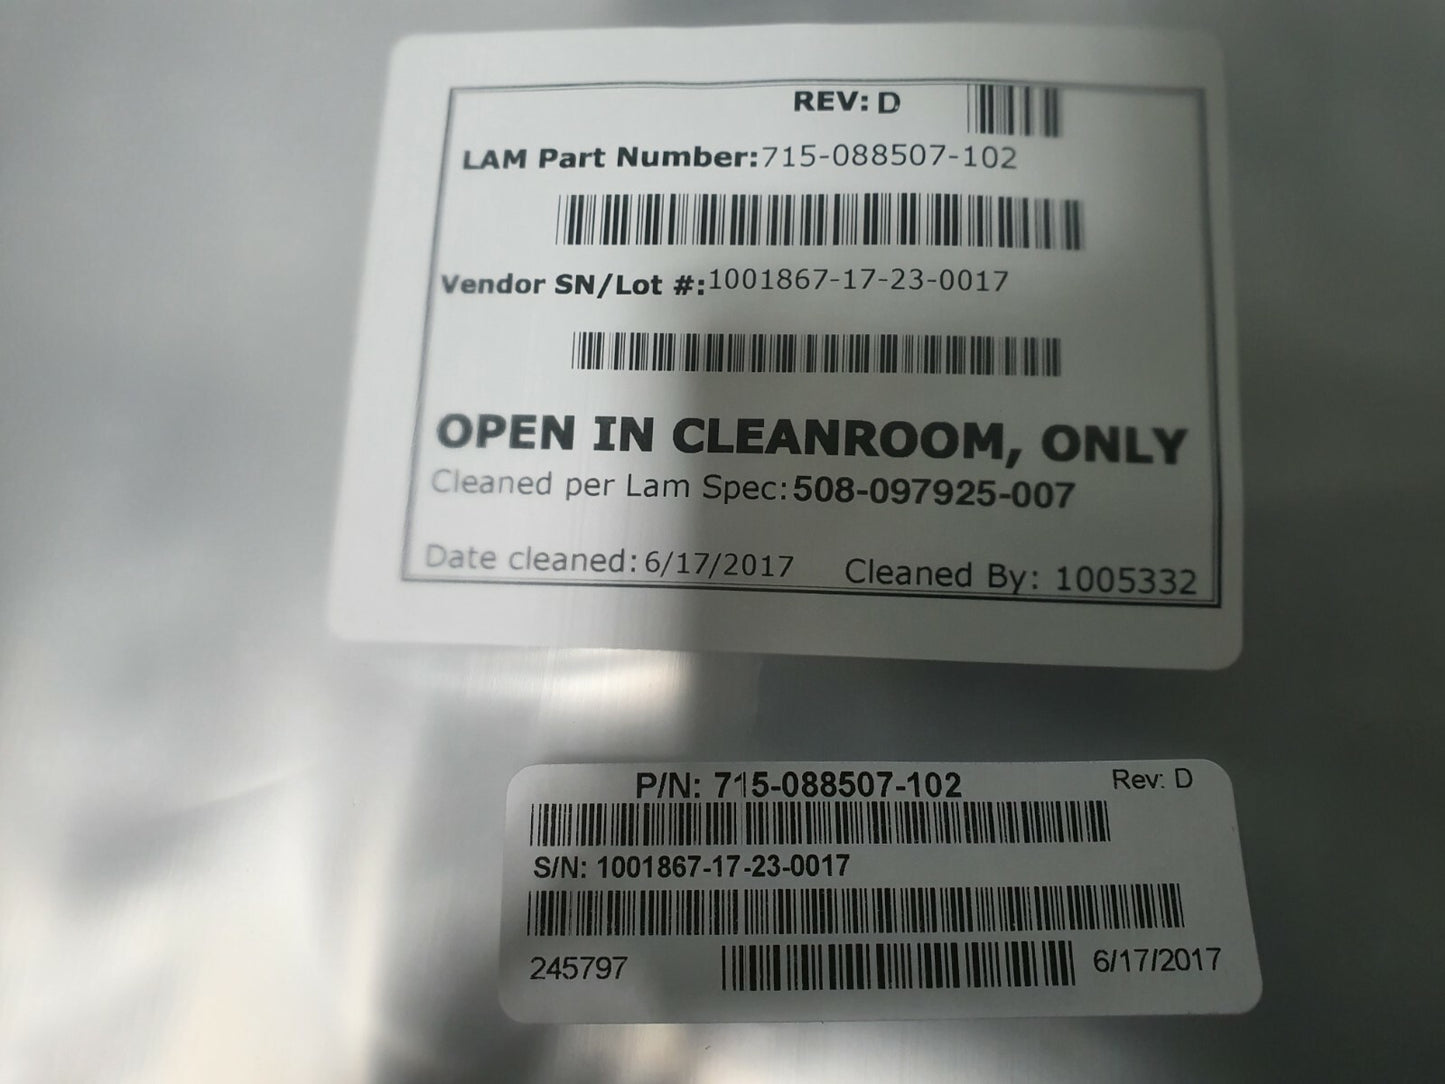 REV: D
LAM Part Number:715-088507-102
Vendor SN/Lot #:1001867-17-23-0017
OPEN IN CLEANROOM, ONLY
Cleaned per Lam Spec:508-097925-007
Date cleaned: 6/17/2017 Cleaned By: 1005332
P/N: 715-088507-102 Rev: D
S/N: 1001867-17-23-0017
245797 6/17/2017